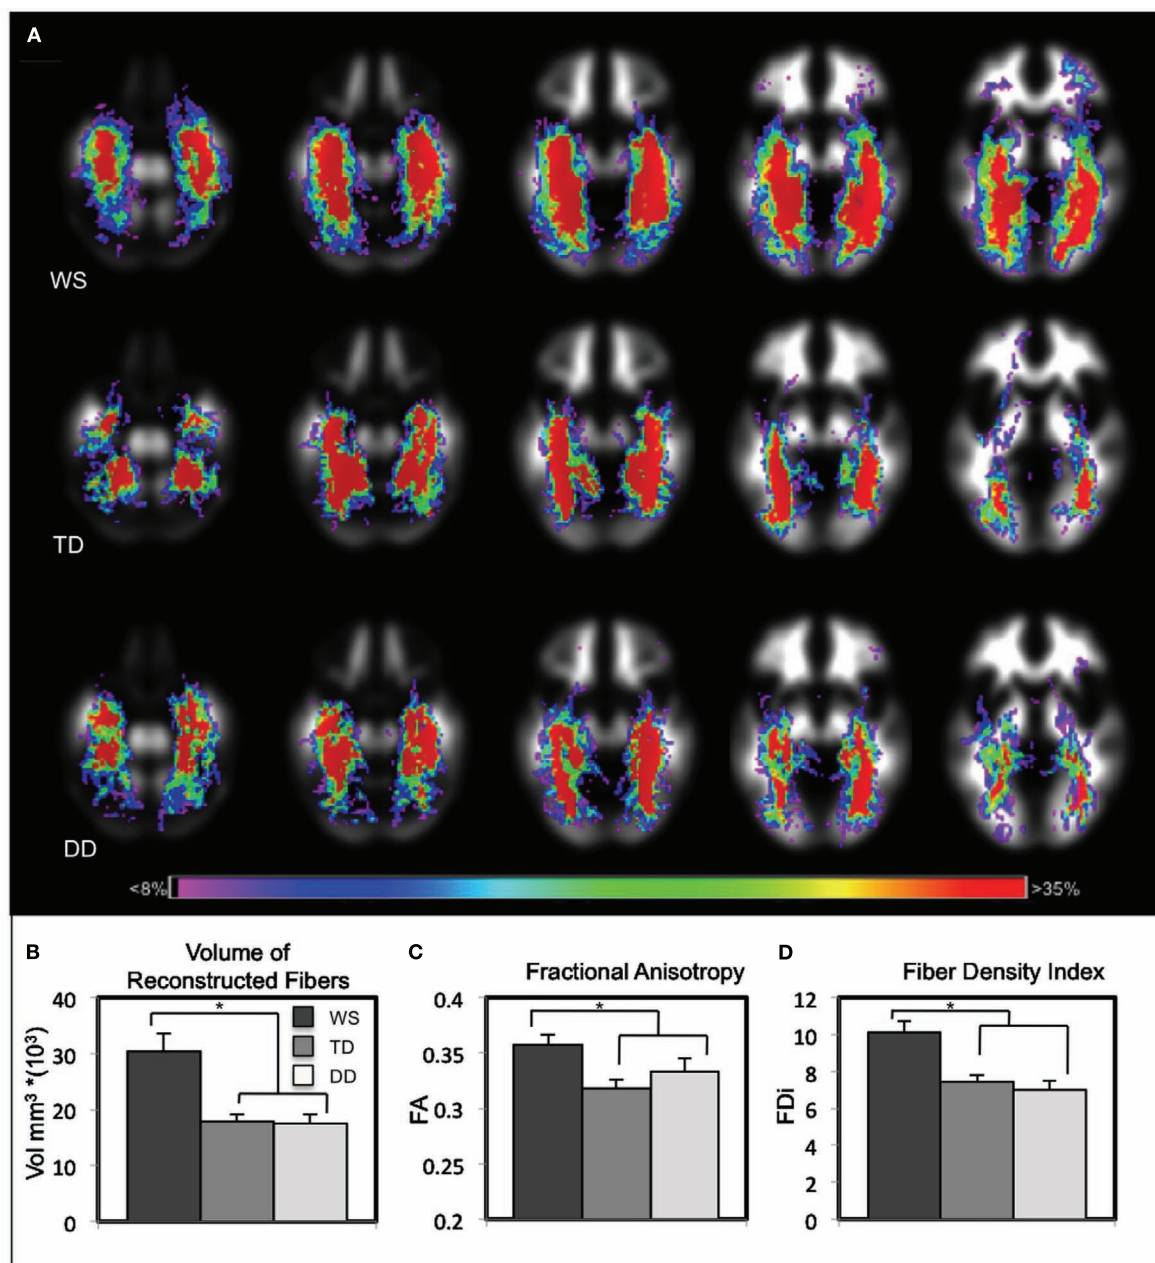 A
WS
TD
DD
<8%
>35%
B
Volume of
Reconstructed Fibers
Vol mm³ *(10³)
40
30
20
10
0
*
WS
TD
DD
C
Fractional Anisotropy
FA
0.4
0.35
0.3
0.25
0.2
*
D
Fiber Density Index
FDi
12
10
8
6
4
2
0
*